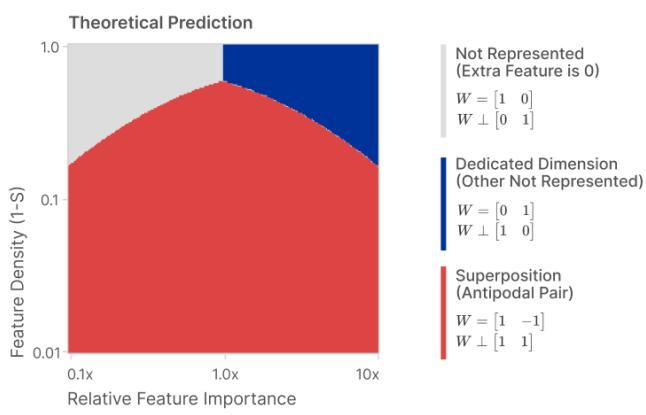 Theoretical Prediction
1.0
0.1
0.01
Feature Density (1-S)
0.1x
1.0x
10x
Relative Feature Importance
Not Represented
(Extra Feature is 0)
W = [1 0]
W ⊥ [0 1]
Dedicated Dimension
(Other Not Represented)
W = [0 1]
W ⊥ [1 0]
Superposition
(Antipodal Pair)
W = [1 −1]
W ⊥ [1 1]